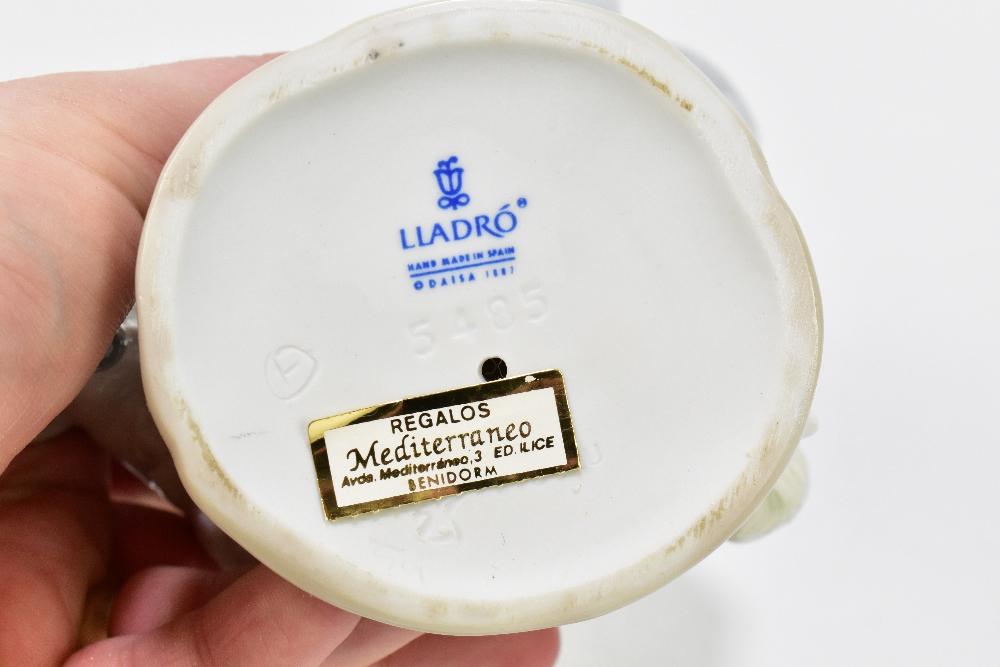 LLADRÓ®
HAND MADE IN SPAIN
© DAISA 1987
5485
F
REGALOS
Mediterraneo
Avda. Mediterráneo, 3 ED. ILICE
BENIDORM